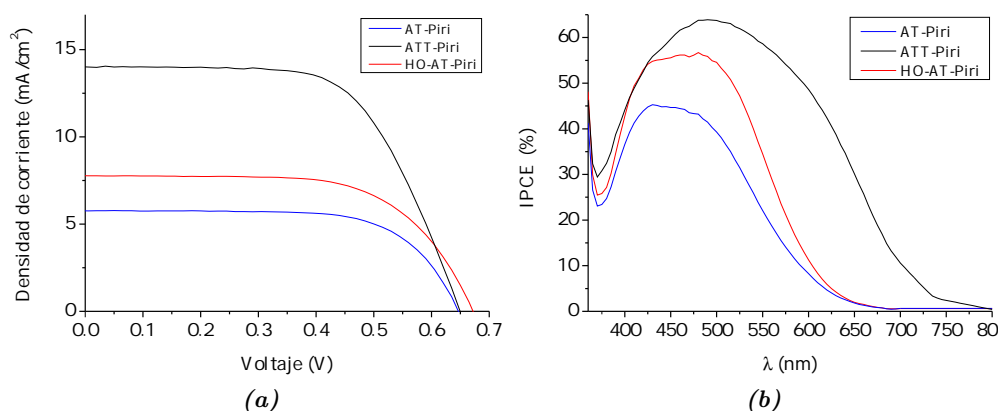 Densidad de corriente (mA/cm²)
15
10
5
0
0.0 0.1 0.2 0.3 0.4 0.5 0.6 0.7
Voltaje (V)
AT-Piri
ATT-Piri
HO-AT-Piri
(a)
IPCE (%)
60
50
40
30
20
10
0
400 450 500 550 600 650 700 750 80
λ (nm)
AT-Piri
ATT-Piri
HO-AT-Piri
(b)